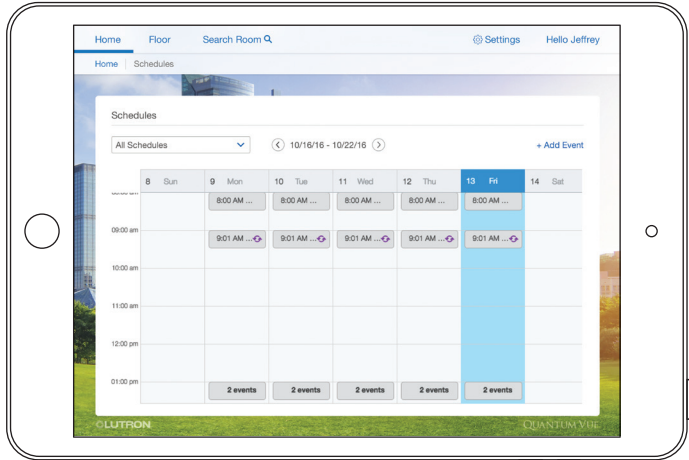 Home Floor Search Room Settings Hello Jeffrey
Home Schedules
Schedules
All Schedules 10/16/16 - 10/22/16 + Add Event
8 Sun 9 Mon 10 Tue 11 Wed 12 Thu 13 Fri 14 Sat
8:00 AM ... 8:00 AM ... 8:00 AM ... 8:00 AM ... 8:00 AM ...
09:00 am 9:01 AM ... 9:01 AM ... 9:01 AM ... 9:01 AM ... 9:01 AM ...
10:00 am
11:00 am
12:00 pm
01:00 pm 2 events 2 events 2 events 2 events 2 events
LUTRON QUANTUM VUE